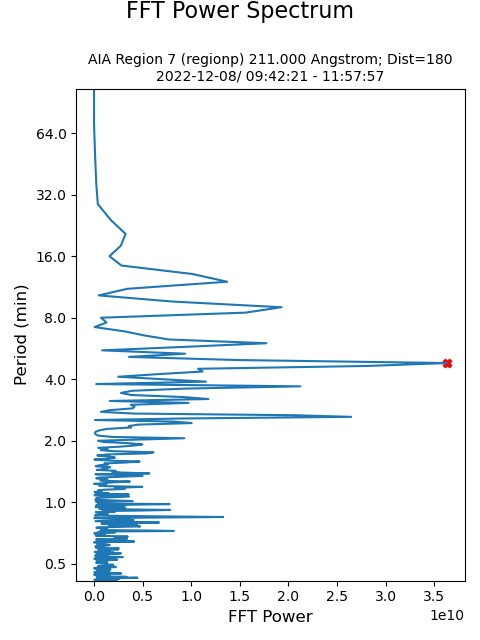 FFT Power Spectrum
AIA Region 7 (regionp) 211.000 Angstrom; Dist=180
2022-12-08/ 09:42:21 - 11:57:57
64.0
32.0
16.0
8.0
4.0
2.0
1.0
0.5
Period (min)
0.0 0.5 1.0 1.5 2.0 2.5 3.0 3.5
1e10
FFT Power